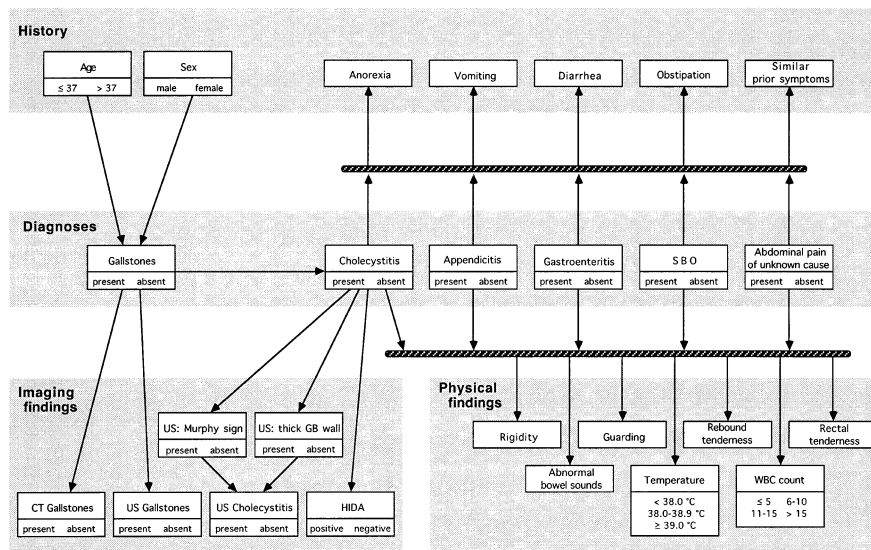 History
Age
≤ 37 > 37
Sex
male female
Anorexia
Vomiting
Diarrhea
Obstipation
Similar
prior symptoms
Diagnoses
Gallstones
present absent
Cholecystitis
present absent
Appendicitis
present absent
Gastroenteritis
present absent
S B O
present absent
Abdominal pain
of unknown cause
present absent
Imaging
findings
US: Murphy sign
present absent
US: thick GB wall
present absent
CT Gallstones
present absent
US Gallstones
present absent
US Cholecystitis
present absent
HIDA
positive negative
Physical
findings
Rigidity
Guarding
Rebound
tenderness
Rectal
tenderness
Abnormal
bowel sounds
Temperature
< 38.0 °C
38.0-38.9 °C
≥ 39.0 °C
WBC count
≤ 5 6-10
11-15 > 15